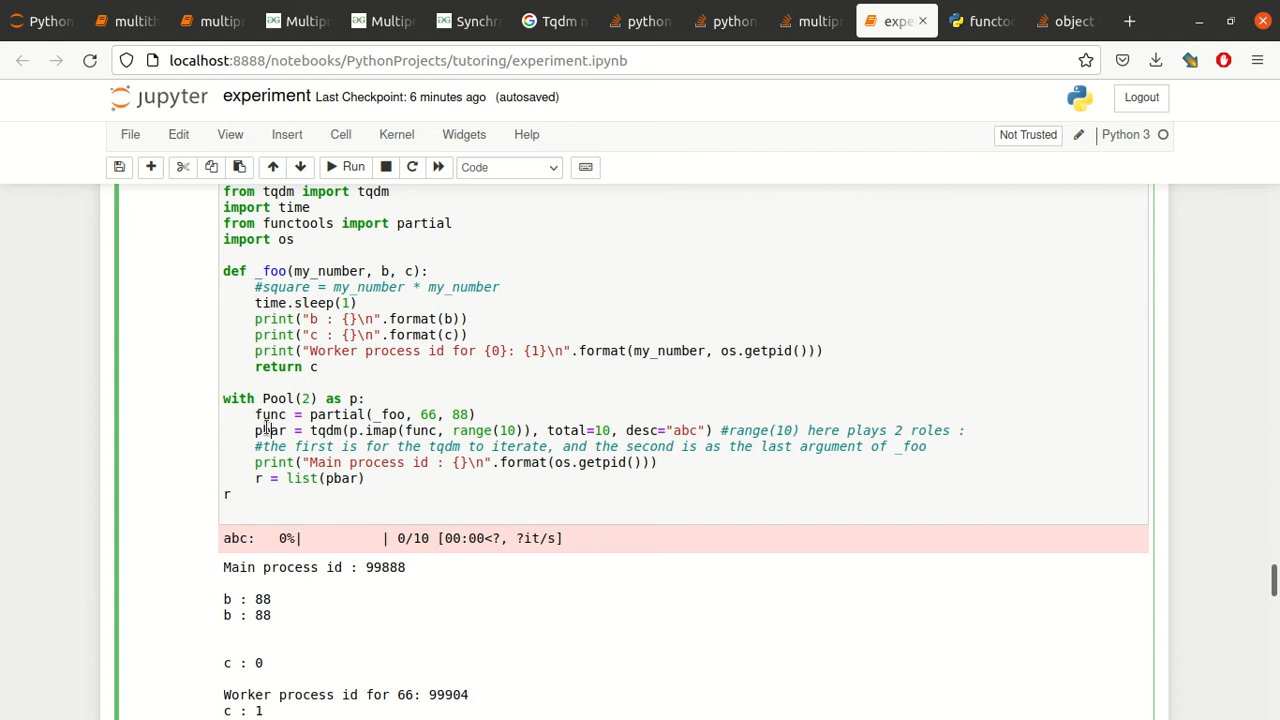 Python
multith
multipr
Multipr
Multipr
Synchro
Tqdm n
python
python
multipr
expe
functoo
object
localhost:8888/notebooks/PythonProjects/tutoring/experiment.ipynb
jupyter experiment Last Checkpoint: 6 minutes ago (autosaved)
Logout
File Edit View Insert Cell Kernel Widgets Help
Not Trusted Python 3
Run Code
from tqdm import tqdm
import time
from functools import partial
import os
def _foo(my_number, b, c):
#square = my_number * my_number
time.sleep(1)
print("b : {}\n".format(b))
print("c : {}\n".format(c))
print("Worker process id for {0}: {1}\n".format(my_number, os.getpid()))
return c
with Pool(2) as p:
func = partial(_foo, 66, 88)
pbar = tqdm(p.imap(func, range(10)), total=10, desc="abc") #range(10) here plays 2 roles :
#the first is for the tqdm to iterate, and the second is as the last argument of _foo
print("Main process id : {}\n".format(os.getpid()))
r = list(pbar)
r
abc: 0%| | 0/10 [00:00<?, ?it/s]
Main process id : 99888
b : 88
b : 88
c : 0
Worker process id for 66: 99904
c : 1